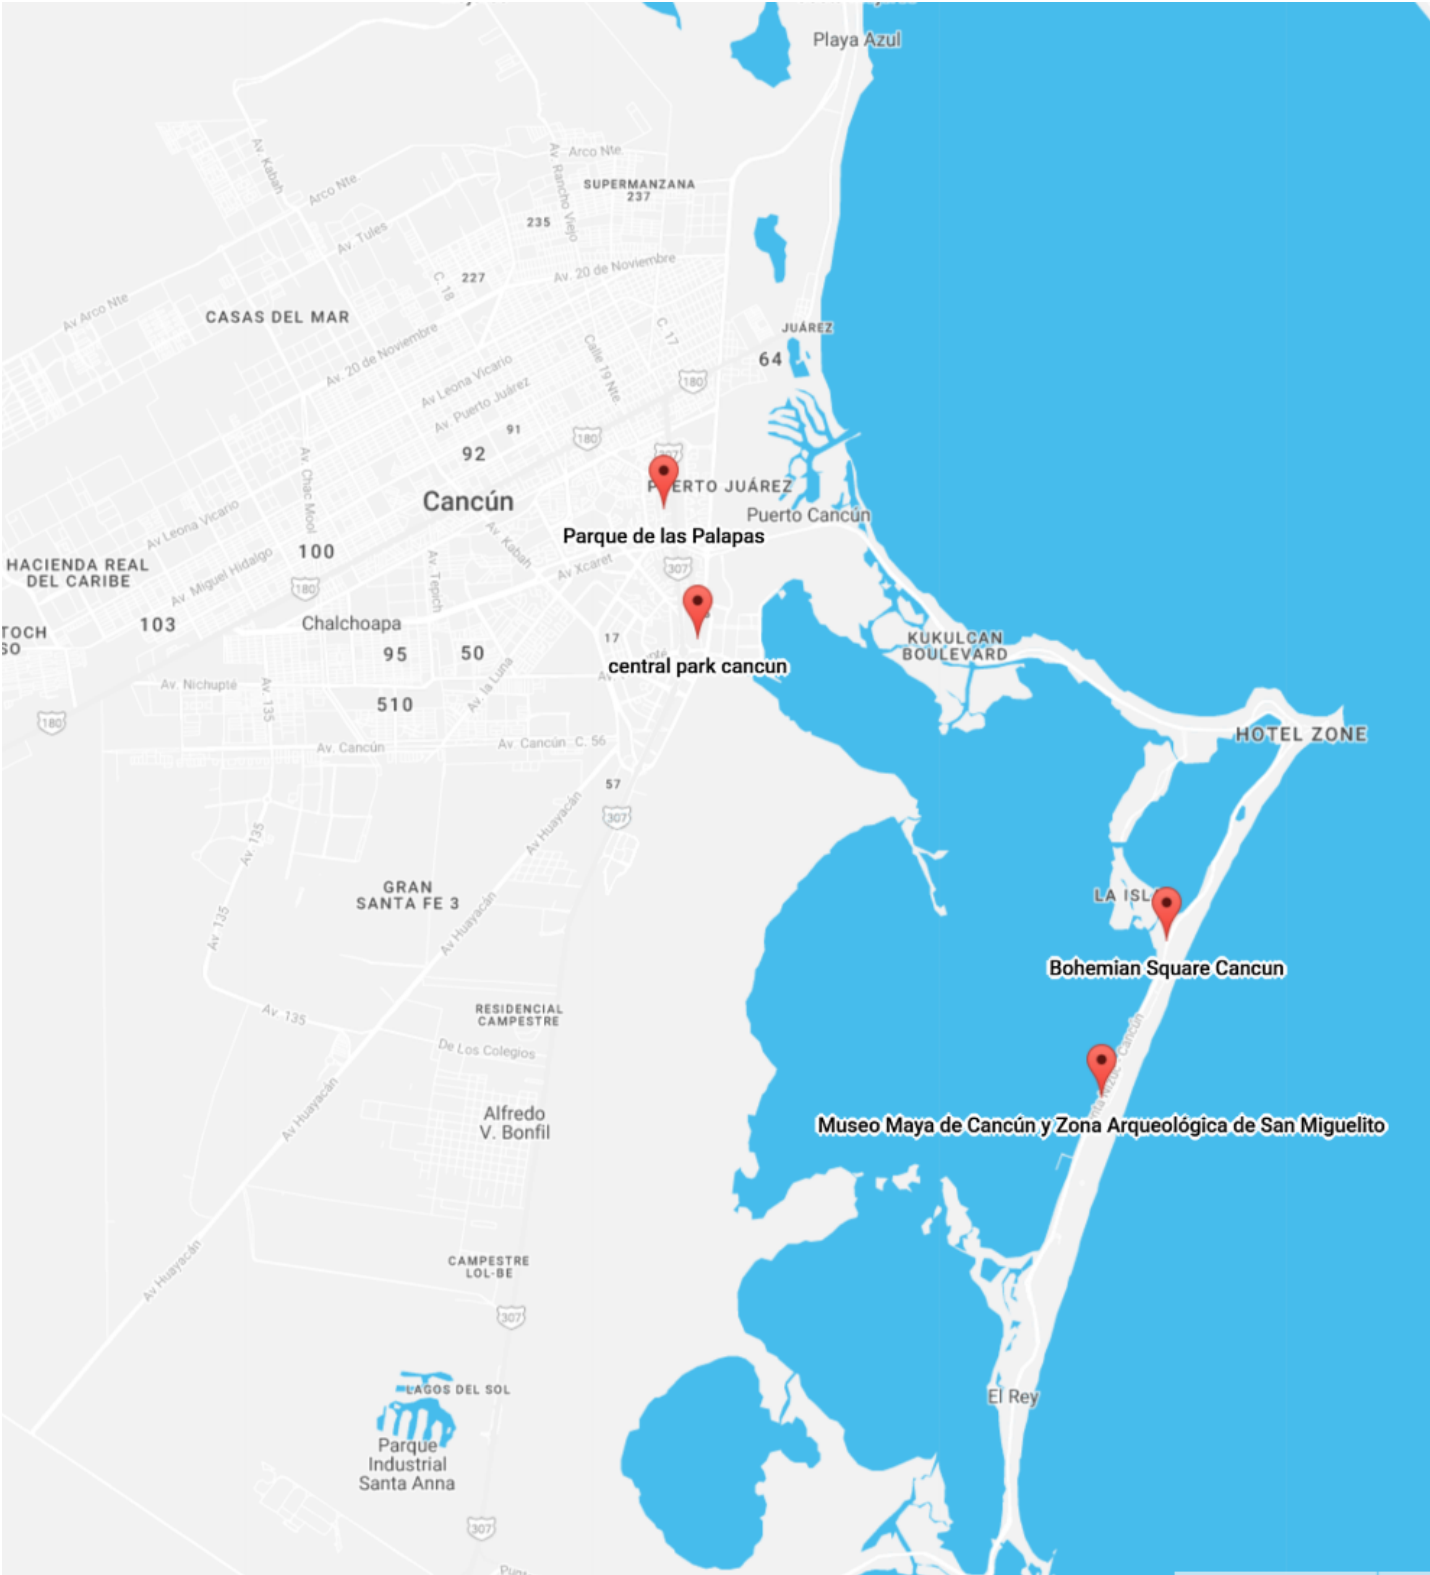 Playa Azul
Av. Kabah
Arco Nte
Av. Rancho Viejo
Arco Nte
SUPERMANZANA
237
235
Av. Tules
227
Av. 20 de Noviembre
C. 18
Av Arco Nte
CASAS DEL MAR
C. 17
JUÁREZ
64
Av. 20 de Noviembre
Calle 19 Nte.
Av Leona Vicario
180
Av. Puerto Juárez
91
180
92
Av. Chac Mool
Cancún
PUERTO JUÁREZ
Puerto Cancún
Av Leona Vicario
Av. Kabah
Parque de las Palapas
100
HACIENDA REAL
DEL CARIBE
Av. Miguel Hidalgo
180
Av. Tepich
Av Xcaret
307
103
Chalchoapa
TOCH
SO
95
50
17
KUKULCAN
BOULEVARD
central park cancun
Av. Nichupté
Av. 135
Av. la Luna
510
180
HOTEL ZONE
Av. Cancún
Av. Cancún
C. 56
57
307
Av. 135
Av Huayacán
GRAN
SANTA FE 3
LA ISL
Av. 135
Av Huayacán
Bohemian Square Cancun
Av. 135
RESIDENCIAL
CAMPESTRE
De Los Colegios
Cancún
Av Huayacán
Alfredo
V. Bonfil
Museo Maya de Cancún y Zona Arqueológica de San Miguelito
Av Huayacán
CAMPESTRE
LOL-BE
307
LAGOS DEL SOL
El Rey
Parque
Industrial
Santa Anna
307